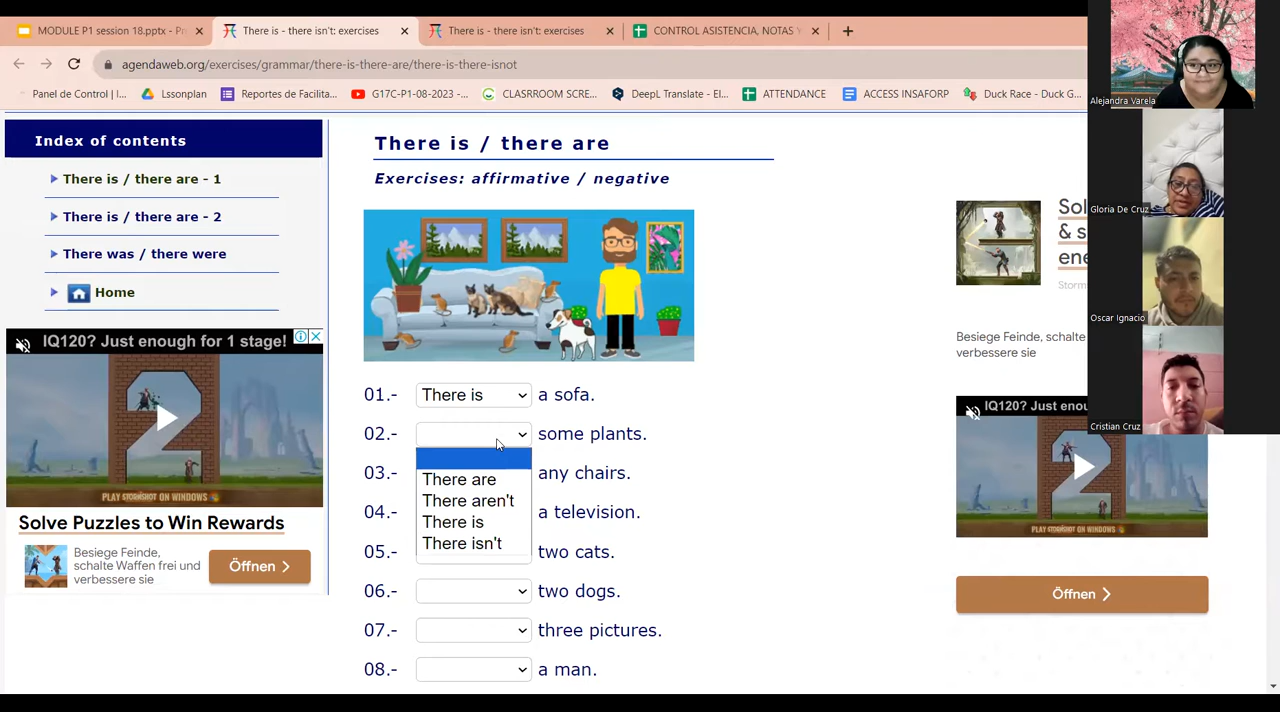 MODULE P1 session 18.pptx - Pr
There is - there isn't: exercises
There is - there isn't: exercises
CONTROL ASISTENCIA, NOTAS Y
agendaweb.org/exercises/grammar/there-is-there-are/there-is-there-isnot
Panel de Control | I...
Lssonplan
Reportes de Facilita...
G17C-P1-08-2023 -...
CLASSROOM SCRE...
DeepL Translate - El...
ATTENDANCE
ACCESS INSAFORP
Duck Race - Duck G...
Alejandra Varela
Gloria De Cruz
Oscar Ignacio
Cristian Cruz
Index of contents
There is / there are - 1
There is / there are - 2
There was / there were
Home
IQ120? Just enough for 1 stage!
PLAY STORMSHOT ON WINDOWS
Solve Puzzles to Win Rewards
Besiege Feinde,
schalte Waffen frei und
verbessere sie
Öffnen
There is / there are
Exercises: affirmative / negative
01.- There is a sofa.
02.- some plants.
There are
There aren't
There is
There isn't
03.- any chairs.
04.- a television.
05.- two cats.
06.- two dogs.
07.- three pictures.
08.- a man.
Sol
& s
ene
Storm
Besiege Feinde, schalte
verbessere sie
IQ120? Just enou
PLAY STORMSHOT ON WINDOWS
Öffnen